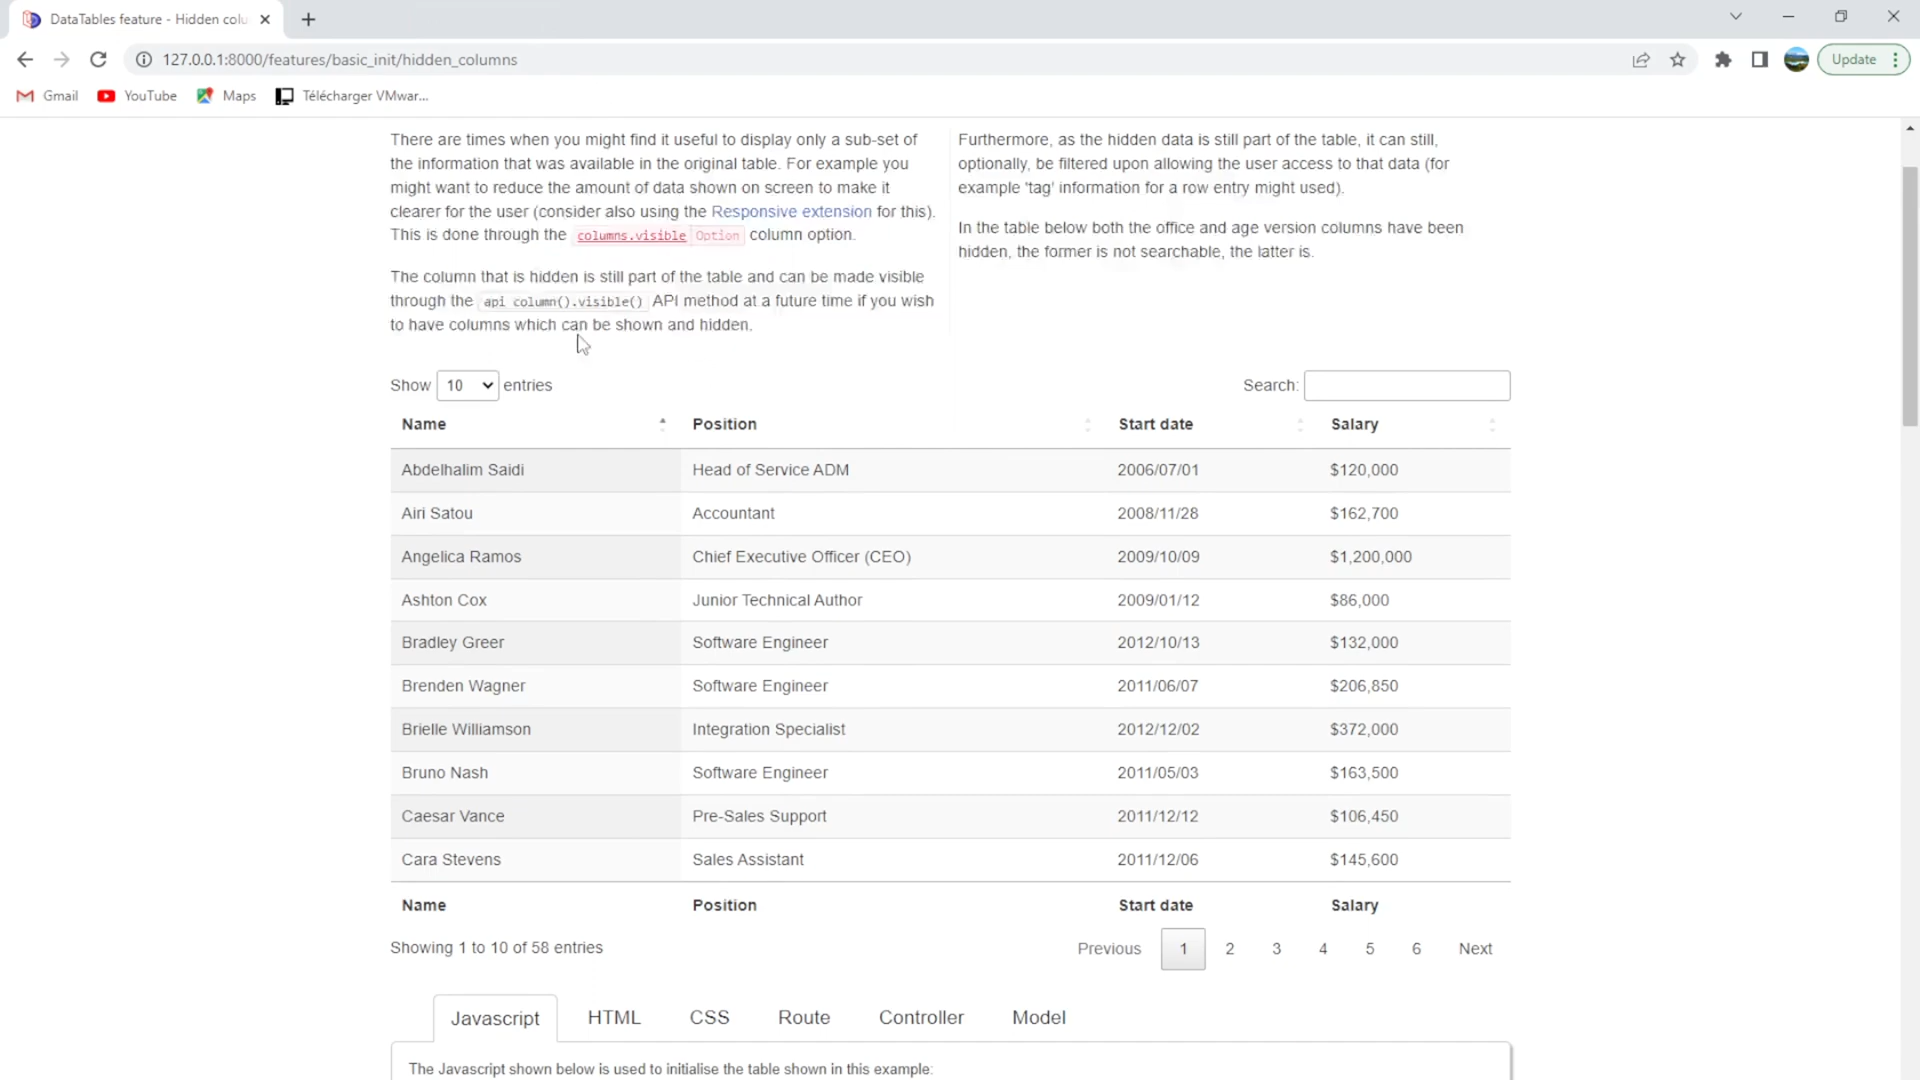 DataTables feature - Hidden colu
127.0.0.1:8000/features/basic_init/hidden_columns
Update
Gmail
YouTube
Maps
Télécharger VMwar...
There are times when you might find it useful to display only a sub-set of
the information that was available in the original table. For example you
might want to reduce the amount of data shown on screen to make it
clearer for the user (consider also using the Responsive extension for this).
This is done through the columns.visible Option column option.
The column that is hidden is still part of the table and can be made visible
through the api column().visible() API method at a future time if you wish
to have columns which can be shown and hidden.
Furthermore, as the hidden data is still part of the table, it can still,
optionally, be filtered upon allowing the user access to that data (for
example 'tag' information for a row entry might used).
In the table below both the office and age version columns have been
hidden, the former is not searchable, the latter is.
Show 10 entries
Search:
Name Position Start date Salary
Abdelhalim Saidi Head of Service ADM 2006/07/01 $120,000
Airi Satou Accountant 2008/11/28 $162,700
Angelica Ramos Chief Executive Officer (CEO) 2009/10/09 $1,200,000
Ashton Cox Junior Technical Author 2009/01/12 $86,000
Bradley Greer Software Engineer 2012/10/13 $132,000
Brenden Wagner Software Engineer 2011/06/07 $206,850
Brielle Williamson Integration Specialist 2012/12/02 $372,000
Bruno Nash Software Engineer 2011/05/03 $163,500
Caesar Vance Pre-Sales Support 2011/12/12 $106,450
Cara Stevens Sales Assistant 2011/12/06 $145,600
Name Position Start date Salary
Showing 1 to 10 of 58 entries
Previous 1 2 3 4 5 6 Next
Javascript HTML CSS Route Controller Model
The Javascript shown below is used to initialise the table shown in this example: